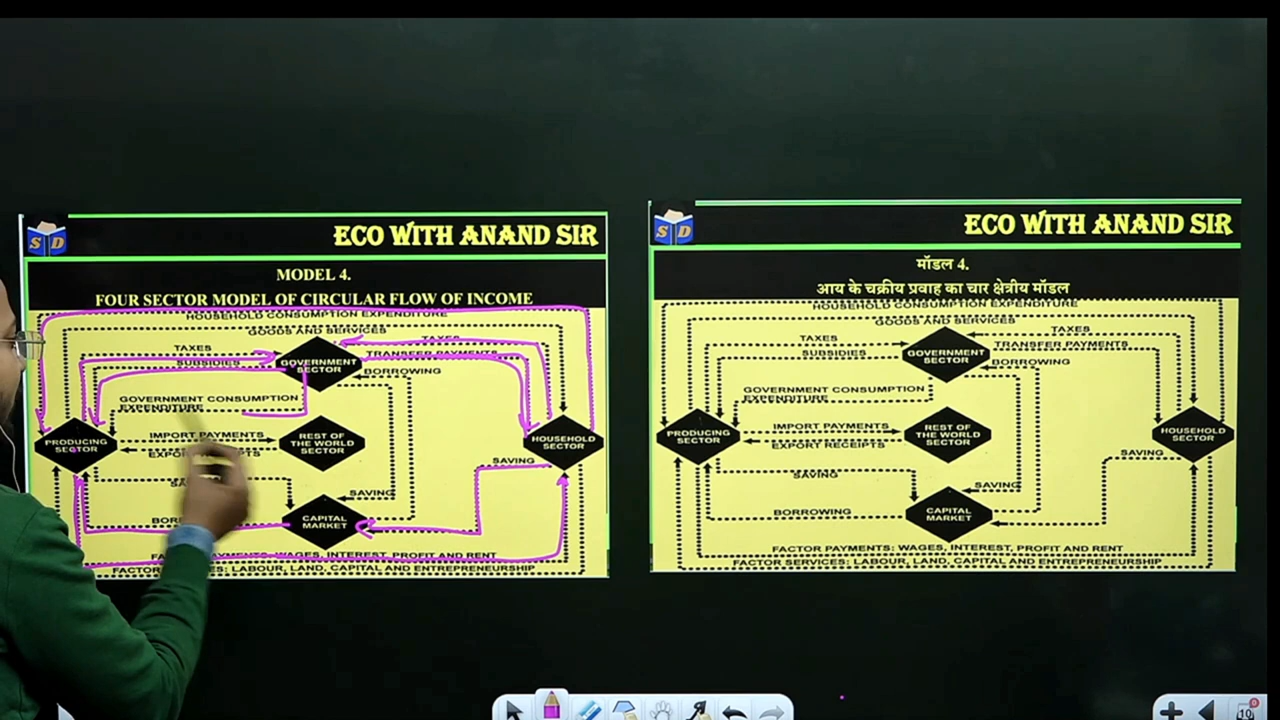 S D
ECO WITH ANAND SIR
MODEL 4.
FOUR SECTOR MODEL OF CIRCULAR FLOW OF INCOME
HOUSEHOLD CONSUMPTION EXPENDITURE
GOODS AND SERVICES
TAXES
TAXES
SUBSIDIES
GOVERNMENT
SECTOR
TRANSFER PAYMENTS
BORROWING
GOVERNMENT CONSUMPTION
EXPENDITURE
PRODUCING
SECTOR
IMPORT PAYMENTS
EXPORT RECEIPTS
REST OF
THE WORLD
SECTOR
HOUSEHOLD
SECTOR
SAVING
SAVING
CAPITAL
MARKET
PAYMENTS: WAGES, INTEREST, PROFIT AND RENT
LABOUR, LAND, CAPITAL AND ENTREPRENEURSHIP
S D
ECO WITH ANAND SIR
मॉडल 4.
आय के चक्रीय प्रवाह का चार क्षेत्रीय मॉडल
HOUSEHOLD CONSUMPTION EXPENDITURE
GOODS AND SERVICES
TAXES
TAXES
SUBSIDIES
GOVERNMENT
SECTOR
TRANSFER PAYMENTS
BORROWING
GOVERNMENT CONSUMPTION
EXPENDITURE
PRODUCING
SECTOR
IMPORT PAYMENTS
EXPORT RECEIPTS
REST OF
THE WORLD
SECTOR
HOUSEHOLD
SECTOR
SAVING
SAVING
SAVING
BORROWING
CAPITAL
MARKET
FACTOR PAYMENTS: WAGES, INTEREST, PROFIT AND RENT
FACTOR SERVICES: LABOUR, LAND, CAPITAL AND ENTREPRENEURSHIP